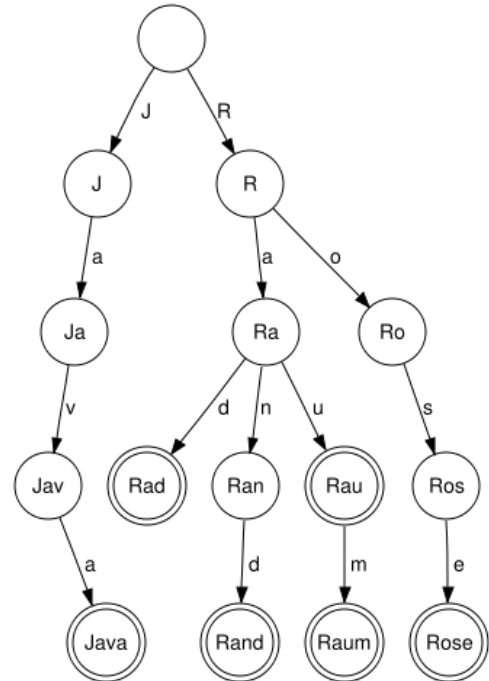 J R
J R
a a o
Ja Ra Ro
v d n u s
Jav Rad Ran Rau Ros
a d m e
Java Rand Raum Rose